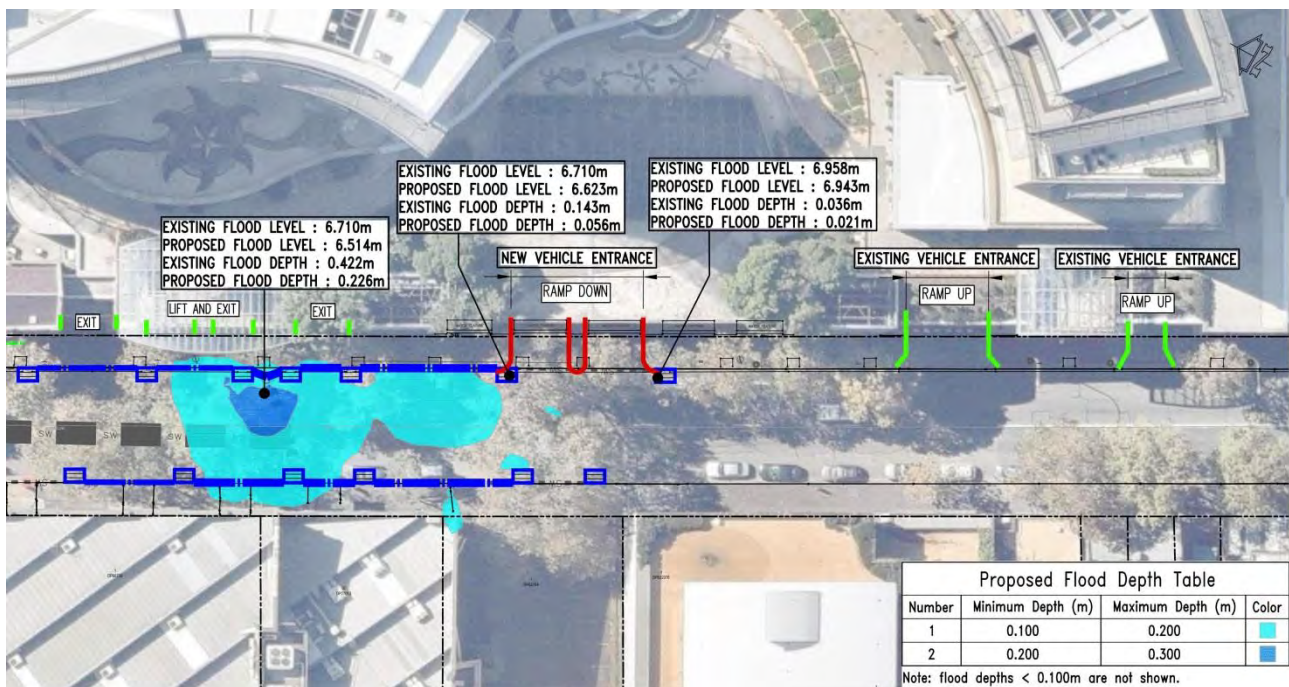 EXISTING FLOOD LEVEL : 6.710m
PROPOSED FLOOD LEVEL : 6.623m
EXISTING FLOOD DEPTH : 0.143m
PROPOSED FLOOD DEPTH : 0.056m
EXISTING FLOOD LEVEL : 6.958m
PROPOSED FLOOD LEVEL : 6.943m
EXISTING FLOOD DEPTH : 0.036m
PROPOSED FLOOD DEPTH : 0.021m
EXISTING FLOOD LEVEL : 6.710m
PROPOSED FLOOD LEVEL : 6.514m
EXISTING FLOOD DEPTH : 0.422m
PROPOSED FLOOD DEPTH : 0.226m
NEW VEHICLE ENTRANCE
EXISTING VEHICLE ENTRANCE
EXISTING VEHICLE ENTRANCE
RAMP DOWN
RAMP UP
RAMP UP
EXIT
LIFT AND EXIT
EXIT
SW
SW
SW
Proposed Flood Depth Table
Number Minimum Depth (m) Maximum Depth (m) Color
1 0.100 0.200
2 0.200 0.300
Note: flood depths < 0.100m are not shown.